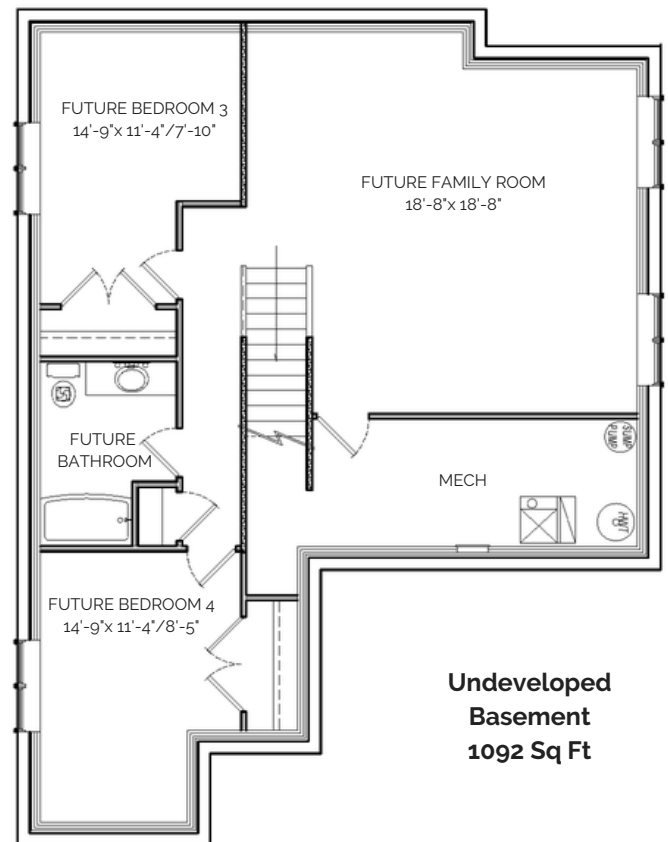 FUTURE BEDROOM 3
14'-9"x 11'-4"/7'-10"
FUTURE FAMILY ROOM
18'-8"x 18'-8"
FUTURE
BATHROOM
SUMP
PUMP
MECH
HWT
FUTURE BEDROOM 4
14'-9"x 11'-4"/8'-5"
Undeveloped
Basement
1092 Sq Ft